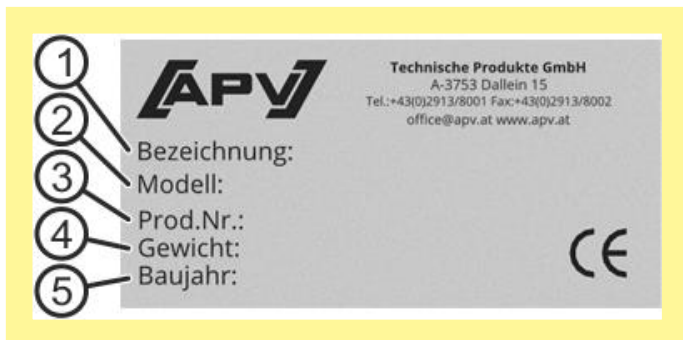 APV
Technische Produkte GmbH
A-3753 Dallein 15
Tel.:+43(0)2913/8001 Fax:+43(0)2913/8002
office@apv.at www.apv.at
1 Bezeichnung:
2 Modell:
3 Prod.Nr.:
4 Gewicht:
5 Baujahr:
CE